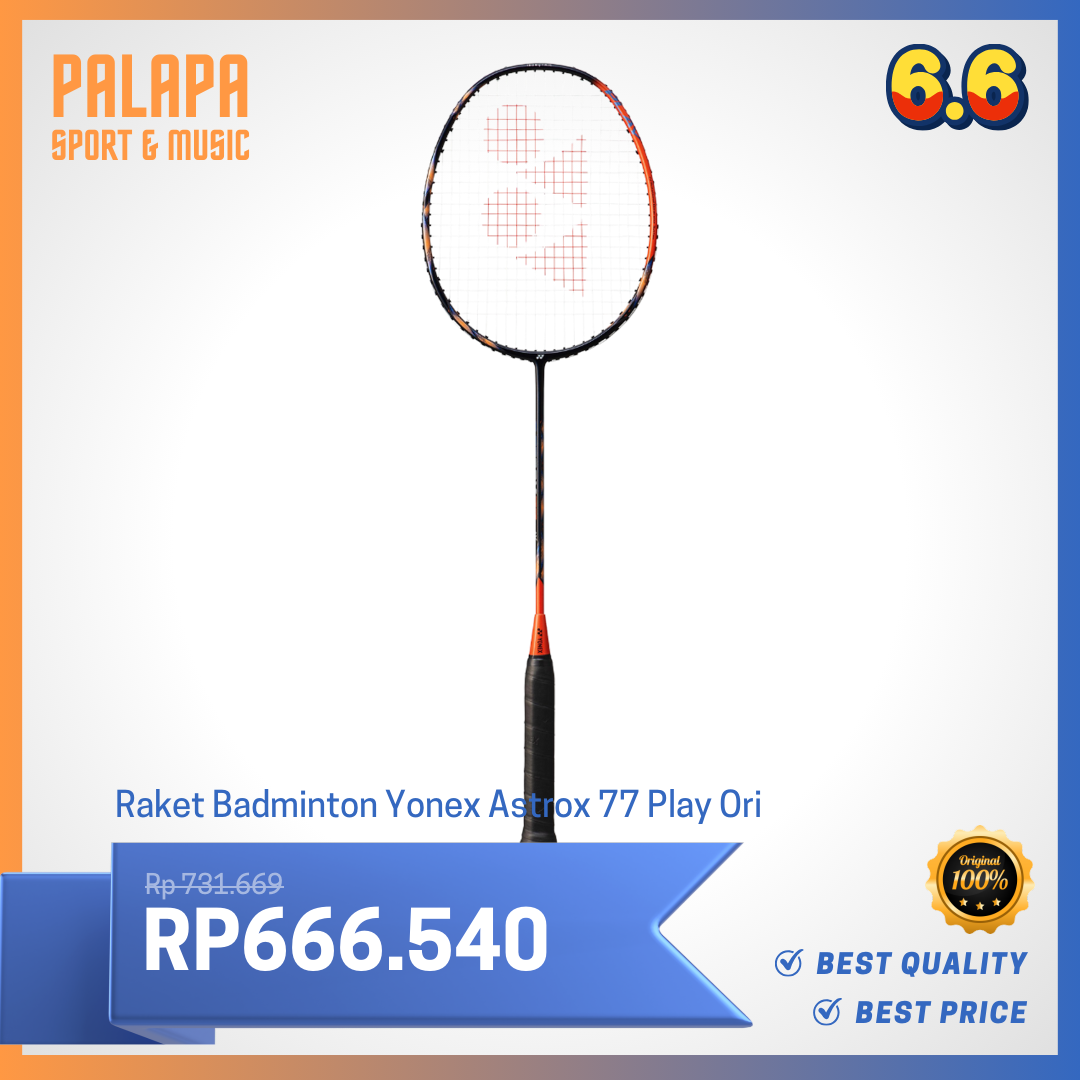 PALAPA
SPORT & MUSIC
6.6
YONEX
Raket Badminton Yonex Astrox 77 Play Ori
Rp 731.669
RP666.540
Original
100%
BEST QUALITY
BEST PRICE